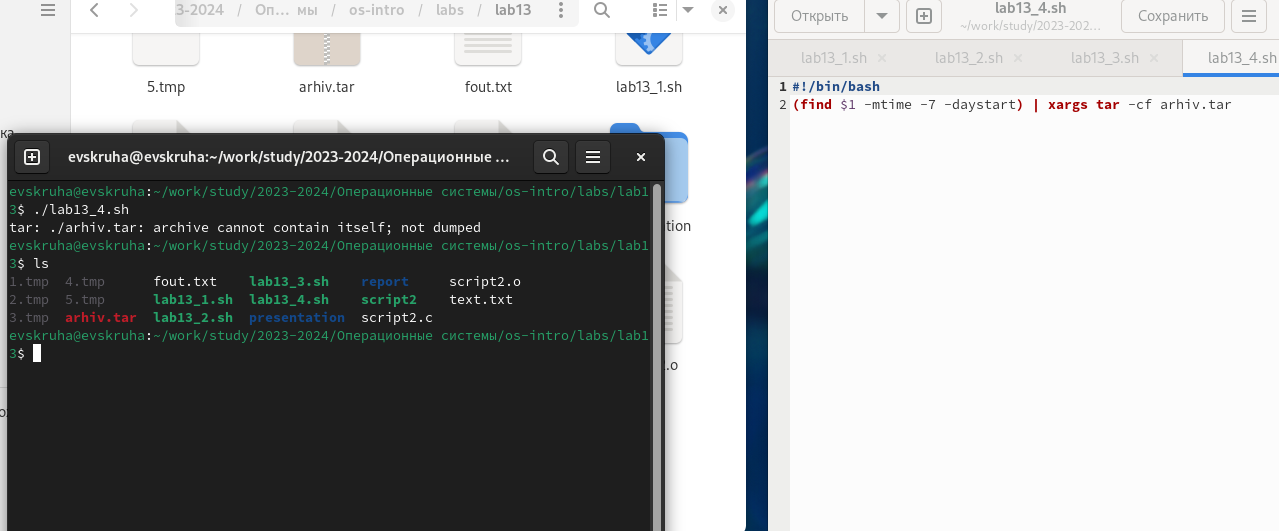 3-2024 / Оп… мы / os-intro / labs / lab13
5.tmp arhiv.tar fout.txt lab13_1.sh
evskruha@evskruha:~/work/study/2023-2024/Операционные ...
evskruha@evskruha:~/work/study/2023-2024/Операционные системы/os-intro/labs/lab1
3$ ./lab13_4.sh
tar: ./arhiv.tar: archive cannot contain itself; not dumped
evskruha@evskruha:~/work/study/2023-2024/Операционные системы/os-intro/labs/lab1
3$ ls
1.tmp 4.tmp fout.txt lab13_3.sh report script2.o
2.tmp 5.tmp lab13_1.sh lab13_4.sh script2 text.txt
3.tmp arhiv.tar lab13_2.sh presentation script2.c
evskruha@evskruha:~/work/study/2023-2024/Операционные системы/os-intro/labs/lab1
3$
Открыть
lab13_4.sh
~/work/study/2023-202...
Сохранить
lab13_1.sh lab13_2.sh lab13_3.sh lab13_4.sh
1 #!/bin/bash
2 (find $1 -mtime -7 -daystart) | xargs tar -cf arhiv.tar